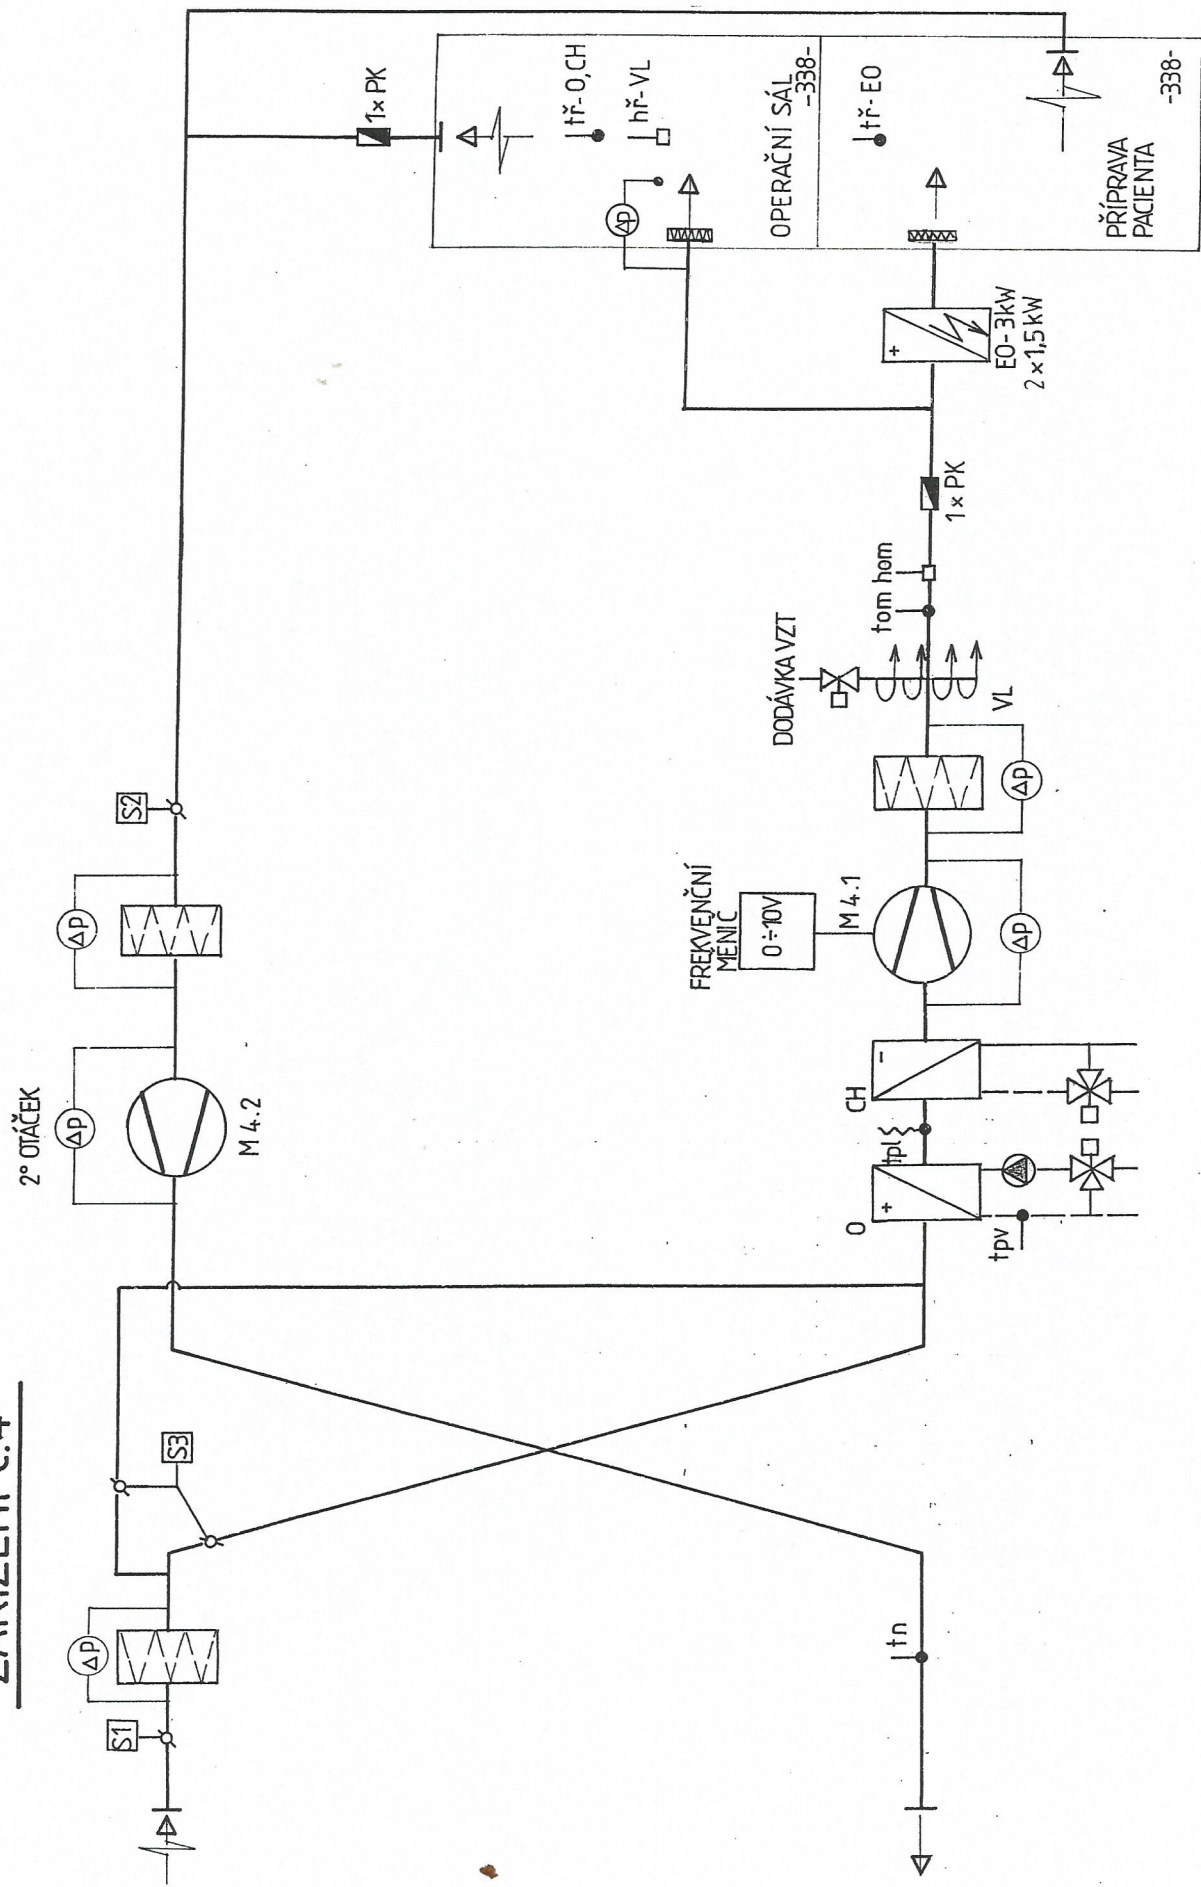 ZAŘÍZENÍ č.4
2° OTÁČEK
Δp
Δp
Δp
S1
S3
M 4.2
S2
1× PK
tř- O,CH
hř- VL
Δp
OPERAČNÍ SÁL
-338-
tř- EO
PŘÍPRAVA
PACIENTA
-338-
EO- 3kW
2×1,5 kW
+
1× PK
tom hom
DODÁVKA VZT
VL
Δp
FREKVENČNÍ
MĚNIČ
0÷10V
M 4.1
Δp
CH
-
tpl
O
+
tpv
tn